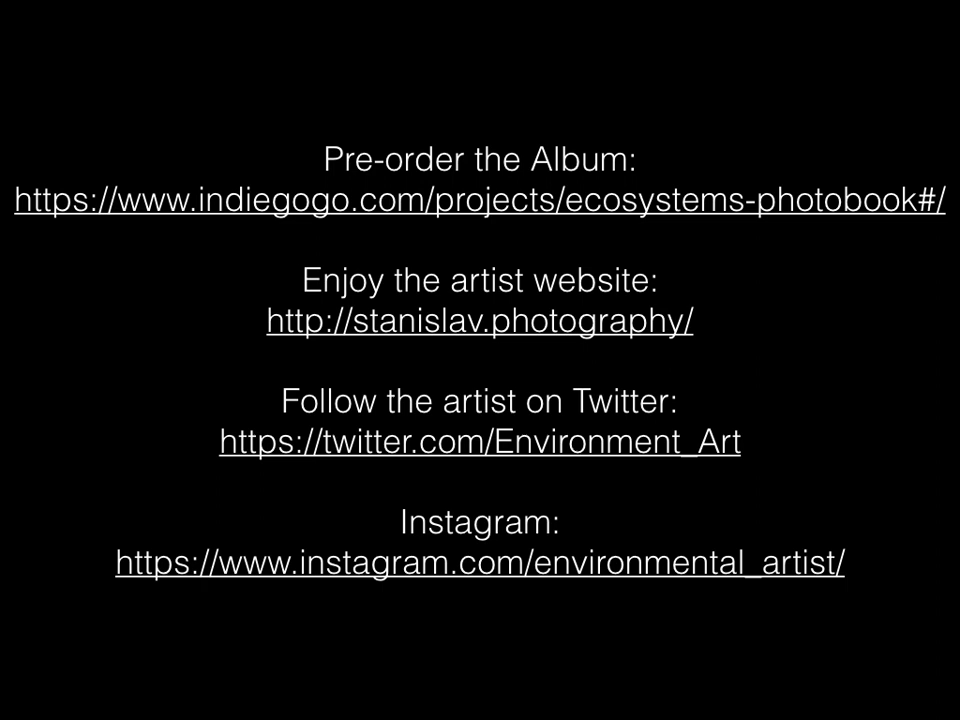 Pre-order the Album:
https://www.indiegogo.com/projects/ecosystems-photobook#/
Enjoy the artist website:
http://stanislav.photography/
Follow the artist on Twitter:
https://twitter.com/Environment_Art
Instagram:
https://www.instagram.com/environmental_artist/